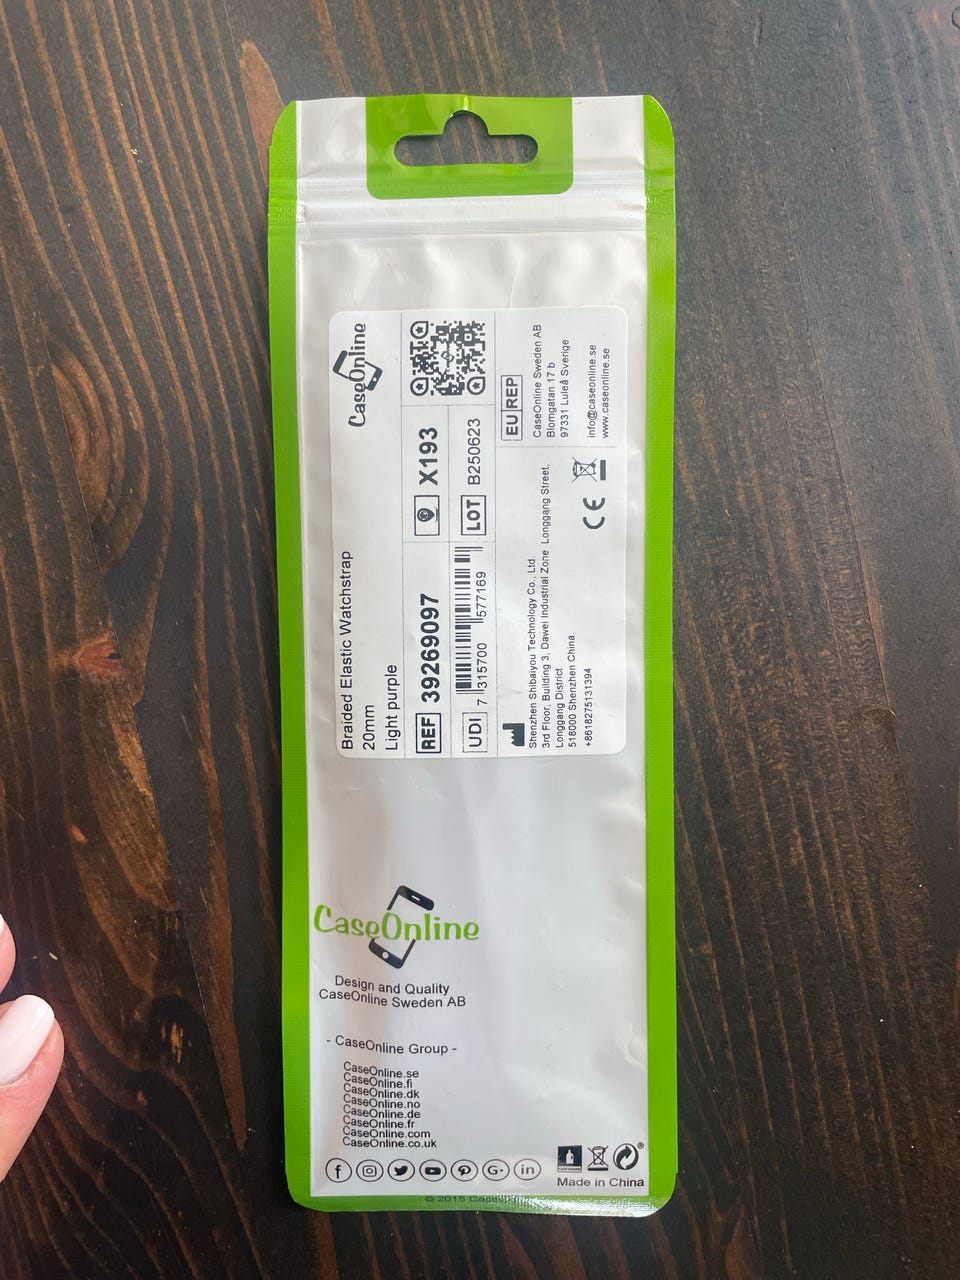 Braided Elastic Watchstrap
20mm
Light purple
CaseOnline
REF 39269097
X193
UDI 7 315700 577169
LOT B250623
Shenzhen Shibaiyou Technology Co., Ltd.
3rd Floor, Building 3, Dawei Industrial Zone Longgang Street,
Longgang District
518000 Shenzhen China
+8618275131394
CE
EU REP
CaseOnline Sweden AB
Blomgatan 17 b
97331 Luleå Sverige
info@caseonline.se
www.caseonline.se
CaseOnline
Design and Quality
CaseOnline Sweden AB
- CaseOnline Group -
CaseOnline.se
CaseOnline.fi
CaseOnline.dk
CaseOnline.no
CaseOnline.de
CaseOnline.fr
CaseOnline.com
CaseOnline.co.uk
f G+ in
Made in China
© 2015